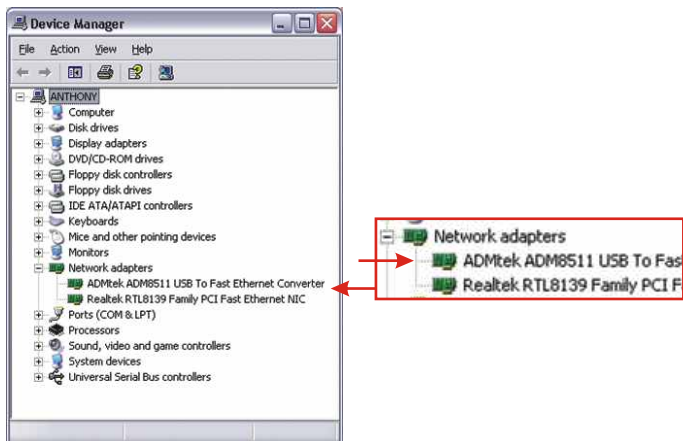 Device Manager
File Action View Help
ANTHONY
Computer
Disk drives
Display adapters
DVD/CD-ROM drives
Floppy disk controllers
Floppy disk drives
IDE ATA/ATAPI controllers
Keyboards
Mice and other pointing devices
Monitors
Network adapters
ADMtek ADM8511 USB To Fast Ethernet Converter
Realtek RTL8139 Family PCI Fast Ethernet NIC
Ports (COM & LPT)
Processors
Sound, video and game controllers
System devices
Universal Serial Bus controllers
Network adapters
ADMtek ADM8511 USB To Fas
Realtek RTL8139 Family PCI F